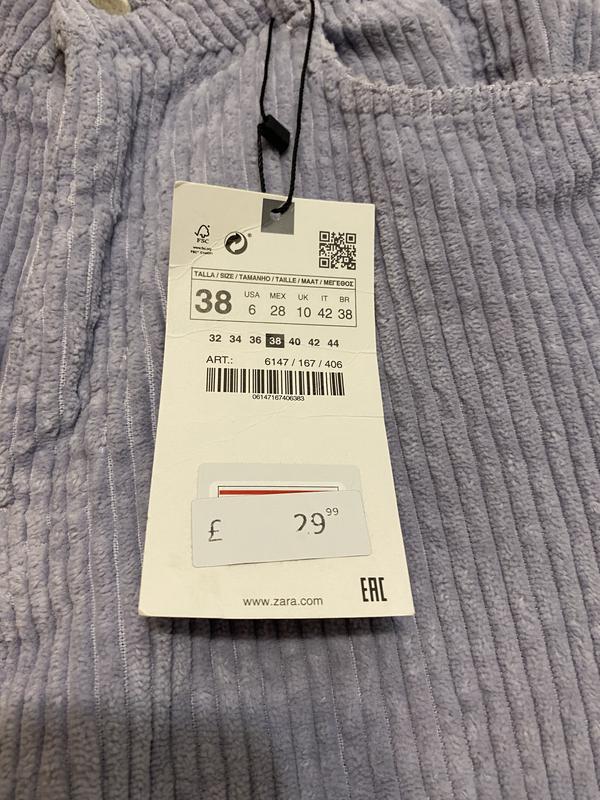 FSC
TALLA / SIZE / TAMANHO / TAILLE / MAAT / ΜΕΓΕΘΟΣ
38 USA MEX UK IT BR
6 28 10 42 38
32 34 36 38 40 42 44
ART.: 6147 / 167 / 406
06147167406383
£ 29 99
www.zara.com
EAC